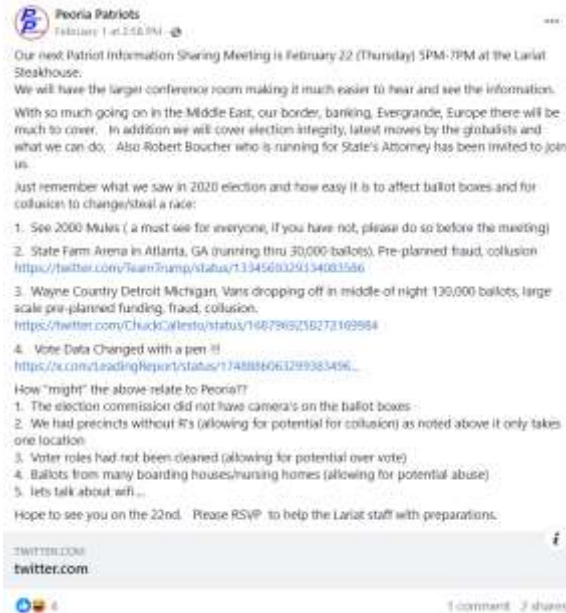 Peoria Patriots
February 1 at 2:58 PM
Our next Patriot Information Sharing Meeting is February 22 (Thursday) 5PM-7PM at the Lariat
Steakhouse.
We will have the larger conference room making it much easier to hear and see the information.
With so much going on in the Middle East, our border, banking, Evergrande, Europe there will be
much to cover. In addition we will cover election integrity, latest moves by the globalists and
what we can do. Also Robert Boucher who is running for State's Attorney has been invited to join
us.
Just remember what we saw in 2020 election and how easy it is to affect ballot boxes and for
collusion to change/steal a race:
1. See 2000 Mules ( a must see for everyone, if you have not, please do so before the meeting)
2. State Farm Arena in Atlanta, GA (running thru 30,000 ballots). Pre-planned fraud, collusion
https://twitter.com/TeamTrump/status/
3. Wayne Country Detroit Michigan, Vans dropping off in middle of night 130,000 ballots, large
scale pre-planned funding, fraud, collusion.
https://twitter.com/ChuckCallesto/status/
4. Vote Data Changed with a pen !!!
https://x.com/LeadingReport/status/
How "might" the above relate to Peoria??
1. The election commission did not have camera's on the ballot boxes
2. We had precincts without R's (allowing for potential for collusion) as noted above it only takes
one location
3. Voter roles had not been cleaned (allowing for potential over vote)
4. Ballots from many boarding houses/nursing homes (allowing for potential abuse)
5. lets talk about wifi...
Hope to see you on the 22nd. Please RSVP to help the Lariat staff with preparations.
TWITTER.COM
twitter.com
4
1 comment 2 shares